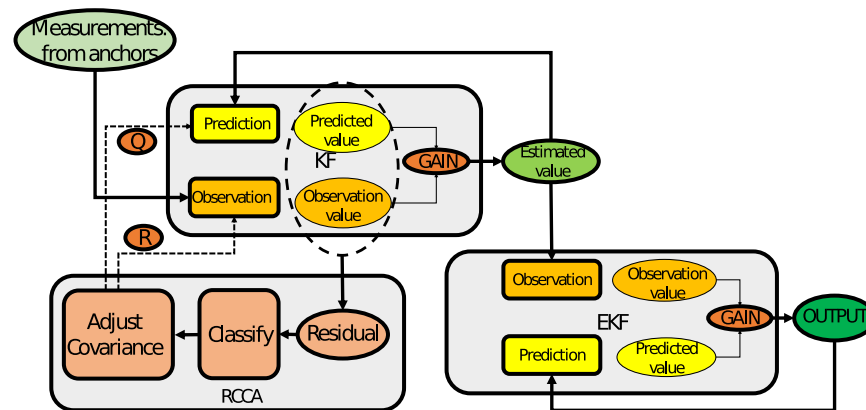 Measurements.
from anchors
Q
Prediction
Predicted
value
KF
GAIN
Estimated
value
Observation
Observation
value
R
Adjust
Covariance
Classify
Residual
RCCA
Observation
Observation
value
EKF
GAIN
OUTPUT
Prediction
Predicted
value